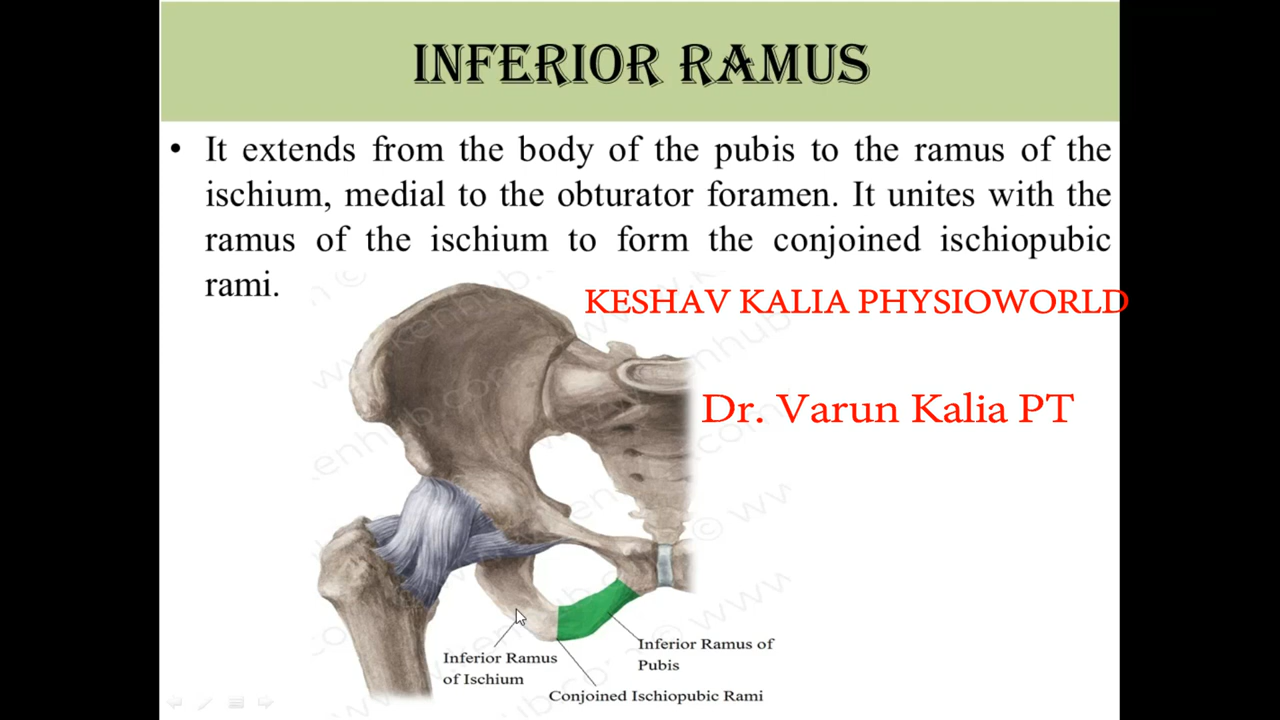 INFERIOR RAMUS
• It extends from the body of the pubis to the ramus of the
ischium, medial to the obturator foramen. It unites with the
ramus of the ischium to form the conjoined ischiopubic
rami.
KESHAV KALIA PHYSIOWORLD
Dr. Varun Kalia PT
Inferior Ramus of
Pubis
Inferior Ramus
of Ischium
Conjoined Ischiopubic Rami